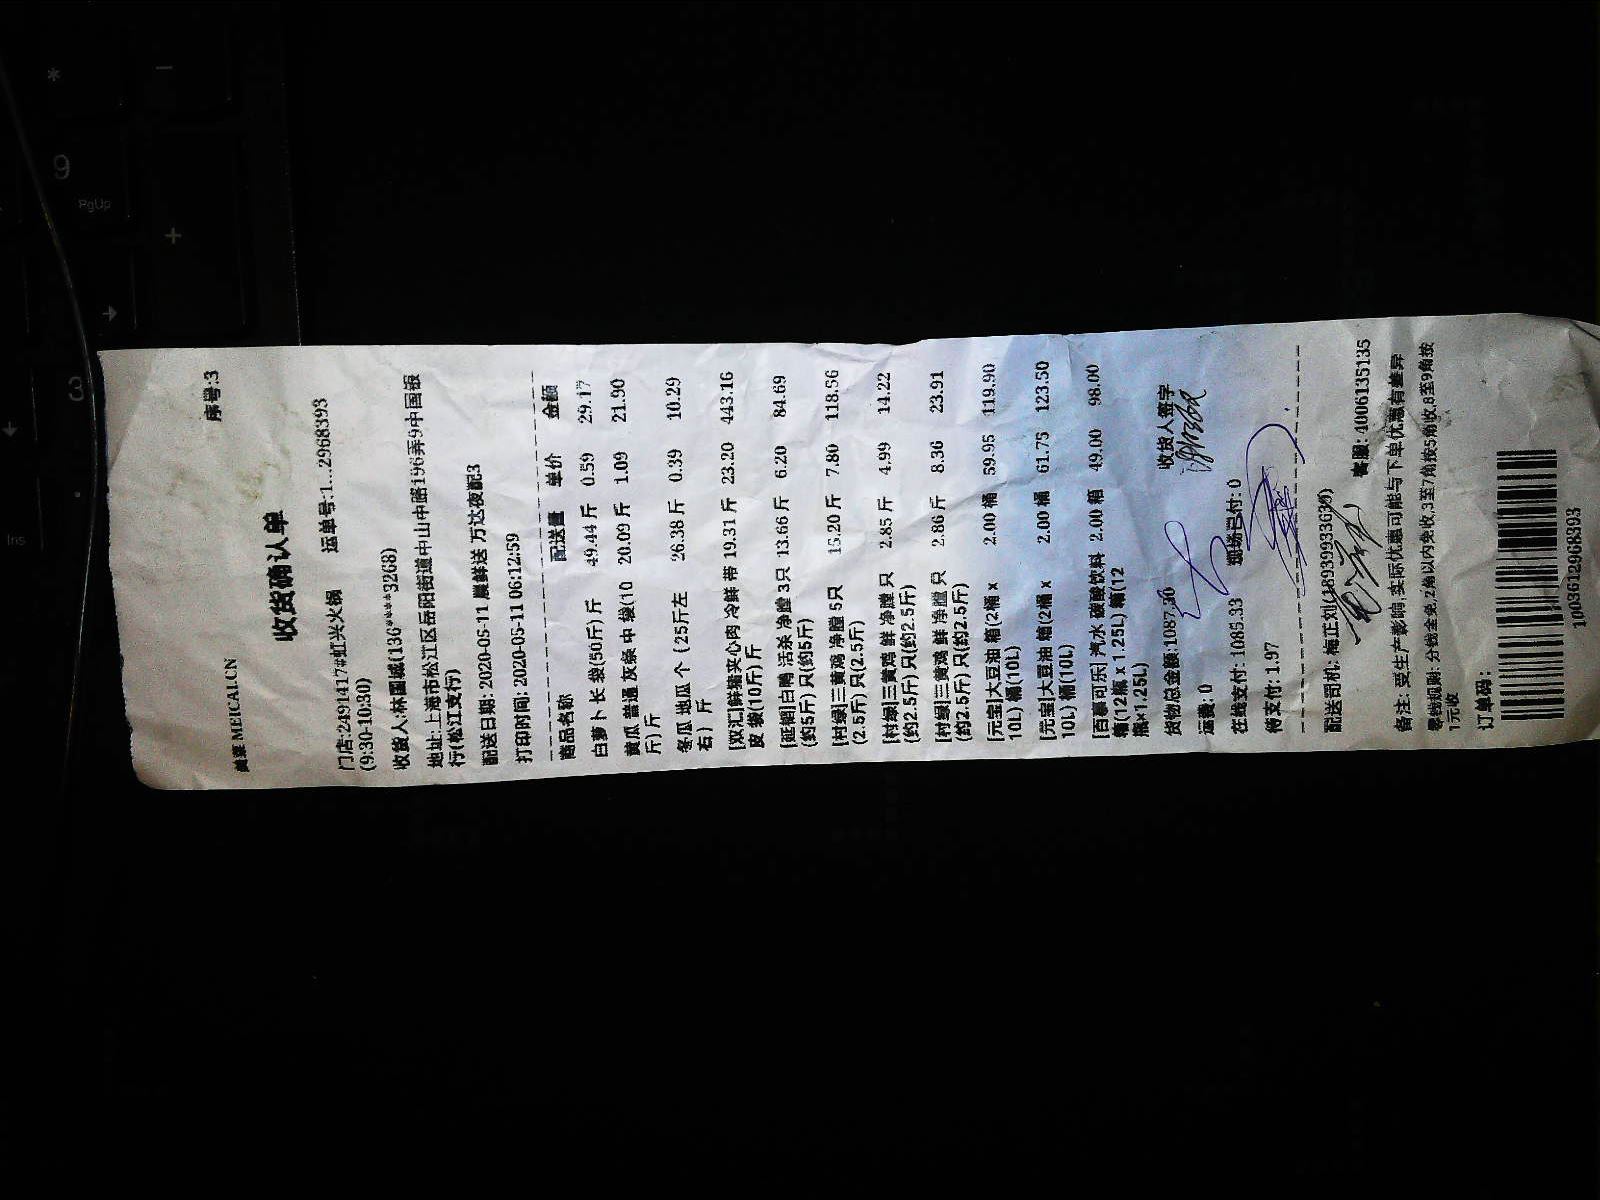 序号:3
美菜 MEICAI.CN
收货确认单
门店:2491417#虹兴火锅 运单号:1...2968393
(9:30-10:30)
收货人:林国城(136****3268)
地址:上海市松江区岳阳街道中山中路196弄9中国银
行(松江支行)
配送日期: 2020-05-11 晨鲜送 万达夜配3
打印时间: 2020-05-11 06:12:59
商品名称 配送量 单价 金额
白萝卜 长 袋(50斤) 斤 49.44 斤 0.59 29.17
黄瓜 普通 灰条 中 袋(10 20.09 斤 1.09 21.90
斤) 斤
冬瓜 地瓜 个 (25斤左 26.38 斤 0.39 10.29
右) 斤
[双汇]鲜猪夹心肉 冷鲜 带 19.31 斤 23.20 443.16
皮 袋(10斤) 斤
白鸭 活杀 净膛 3只 13.66 斤 6.20 84.69
(约5斤) 只(约5斤)
[村绿]三黄鸡 净膛 5只 15.20 斤 7.80 118.56
(2.5斤) 只(2.5斤)
[村绿]三黄鸡 鲜 净膛 只 2.85 斤 4.99 14.22
(约2.5斤) 只(约2.5斤)
[村绿]三黄鸡 鲜 净膛 只 2.86 斤 8.36 23.91
(约2.5斤) 只(约2.5斤)
[元宝]大豆油 箱(2桶 x 2.00 桶 59.95 119.90
10L) 桶(10L)
[元宝]大豆油 箱(2桶 x 2.00 桶 61.75 123.50
10L) 桶(10L)
[百事可乐] 汽水 碳酸饮料 2.00 箱 49.00 98.00
箱(12瓶 x 1.25L) 箱(12
瓶×1.25L)
货物总金额:1087.30 收货人签字
运费: 0
在线支付: 1085.33 现场已付: 0
待支付: 1.97
配送司机: 梅正刘(18939933639) 客服: 4006135135
备注: 受生产影响,实际优惠可能与下单优惠有差异
零钱规则: 分钱全免,2角以内免收,3至7角按5角收,8至9角按
1元收
订单码:
1003612968393